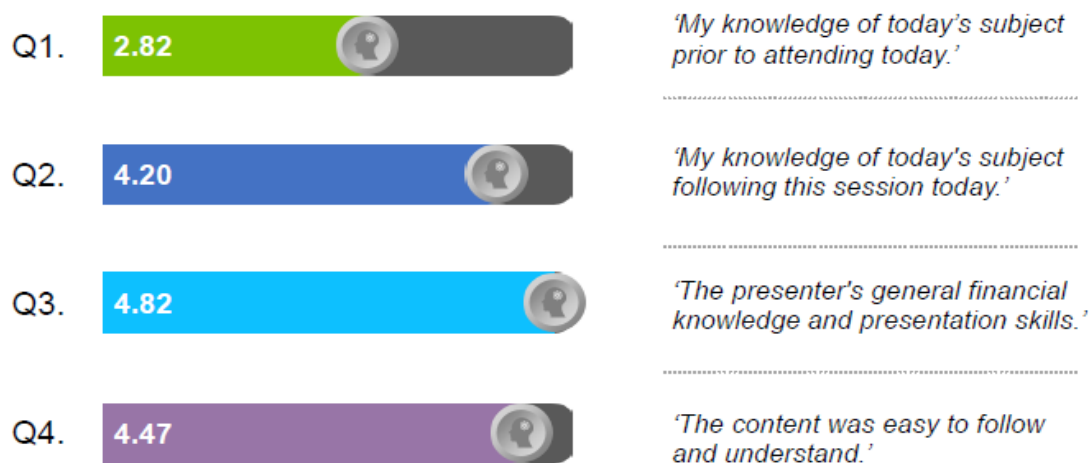 Q1.
2.82
‘My knowledge of today’s subject
prior to attending today.’
Q2.
4.20
‘My knowledge of today's subject
following this session today.’
Q3.
4.82
‘The presenter's general financial
knowledge and presentation skills.’
Q4.
4.47
‘The content was easy to follow
and understand.’